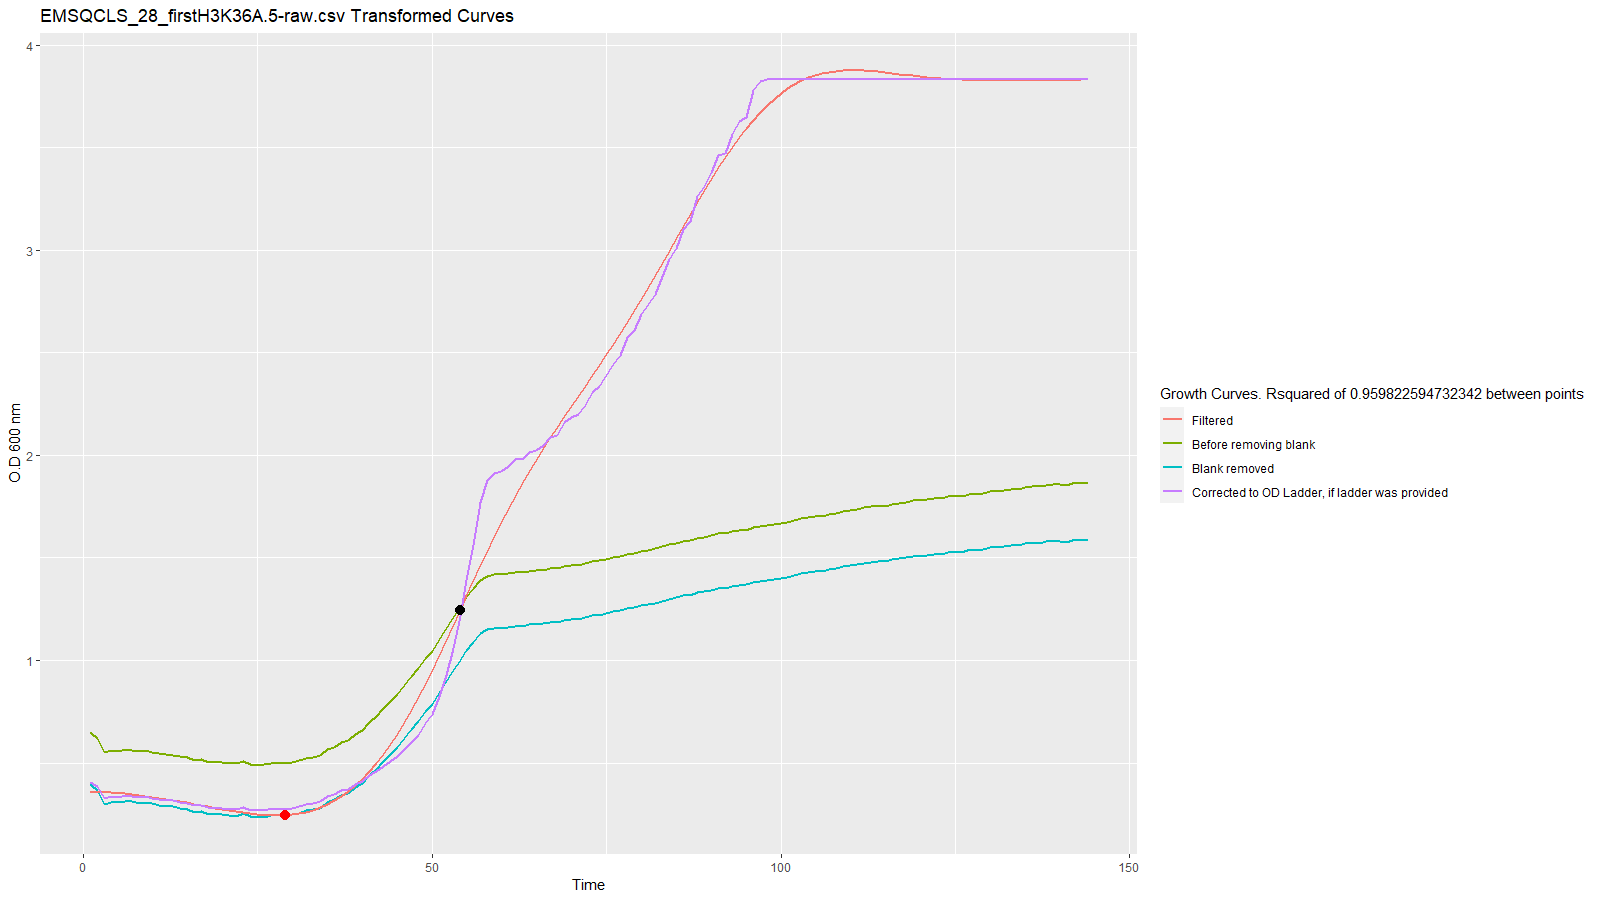 EMSQCLS_28_firstH3K36A.5-raw.csv Transformed Curves
4
3
2
1
O.D 600 nm
0
50
100
150
Time
Growth Curves. Rsquared of 0.959822594732342 between points
Filtered
Before removing blank
Blank removed
Corrected to OD Ladder, if ladder was provided